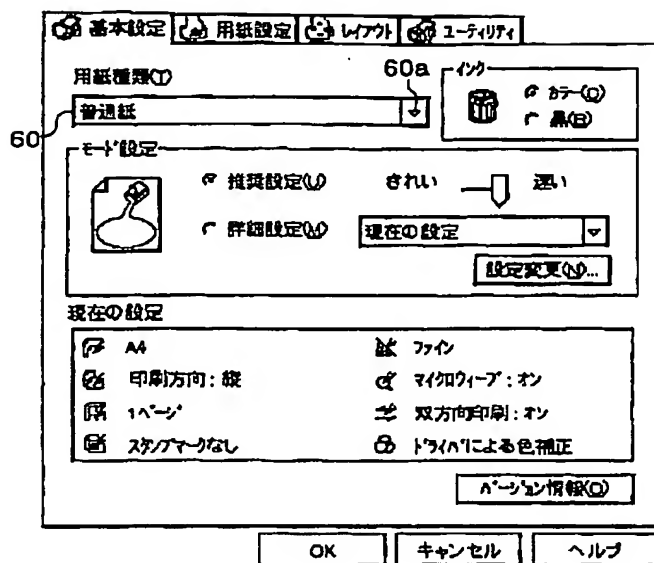 基本設定 用紙設定 レイアウト ユーティリティ
用紙種類(T)
60a
インク
普通紙
カラー(O)
黒(B)
60
モード設定
推奨設定(U)
きれい 速い
詳細設定(M)
現在の設定
設定変更(N)...
現在の設定
A4
ファイン
印刷方向:縦
マイクロウィーブ:オン
1ページ
双方向印刷:オン
スタンプマークなし
ドライバによる色補正
バージョン情報(O)
OK キャンセル ヘルプ